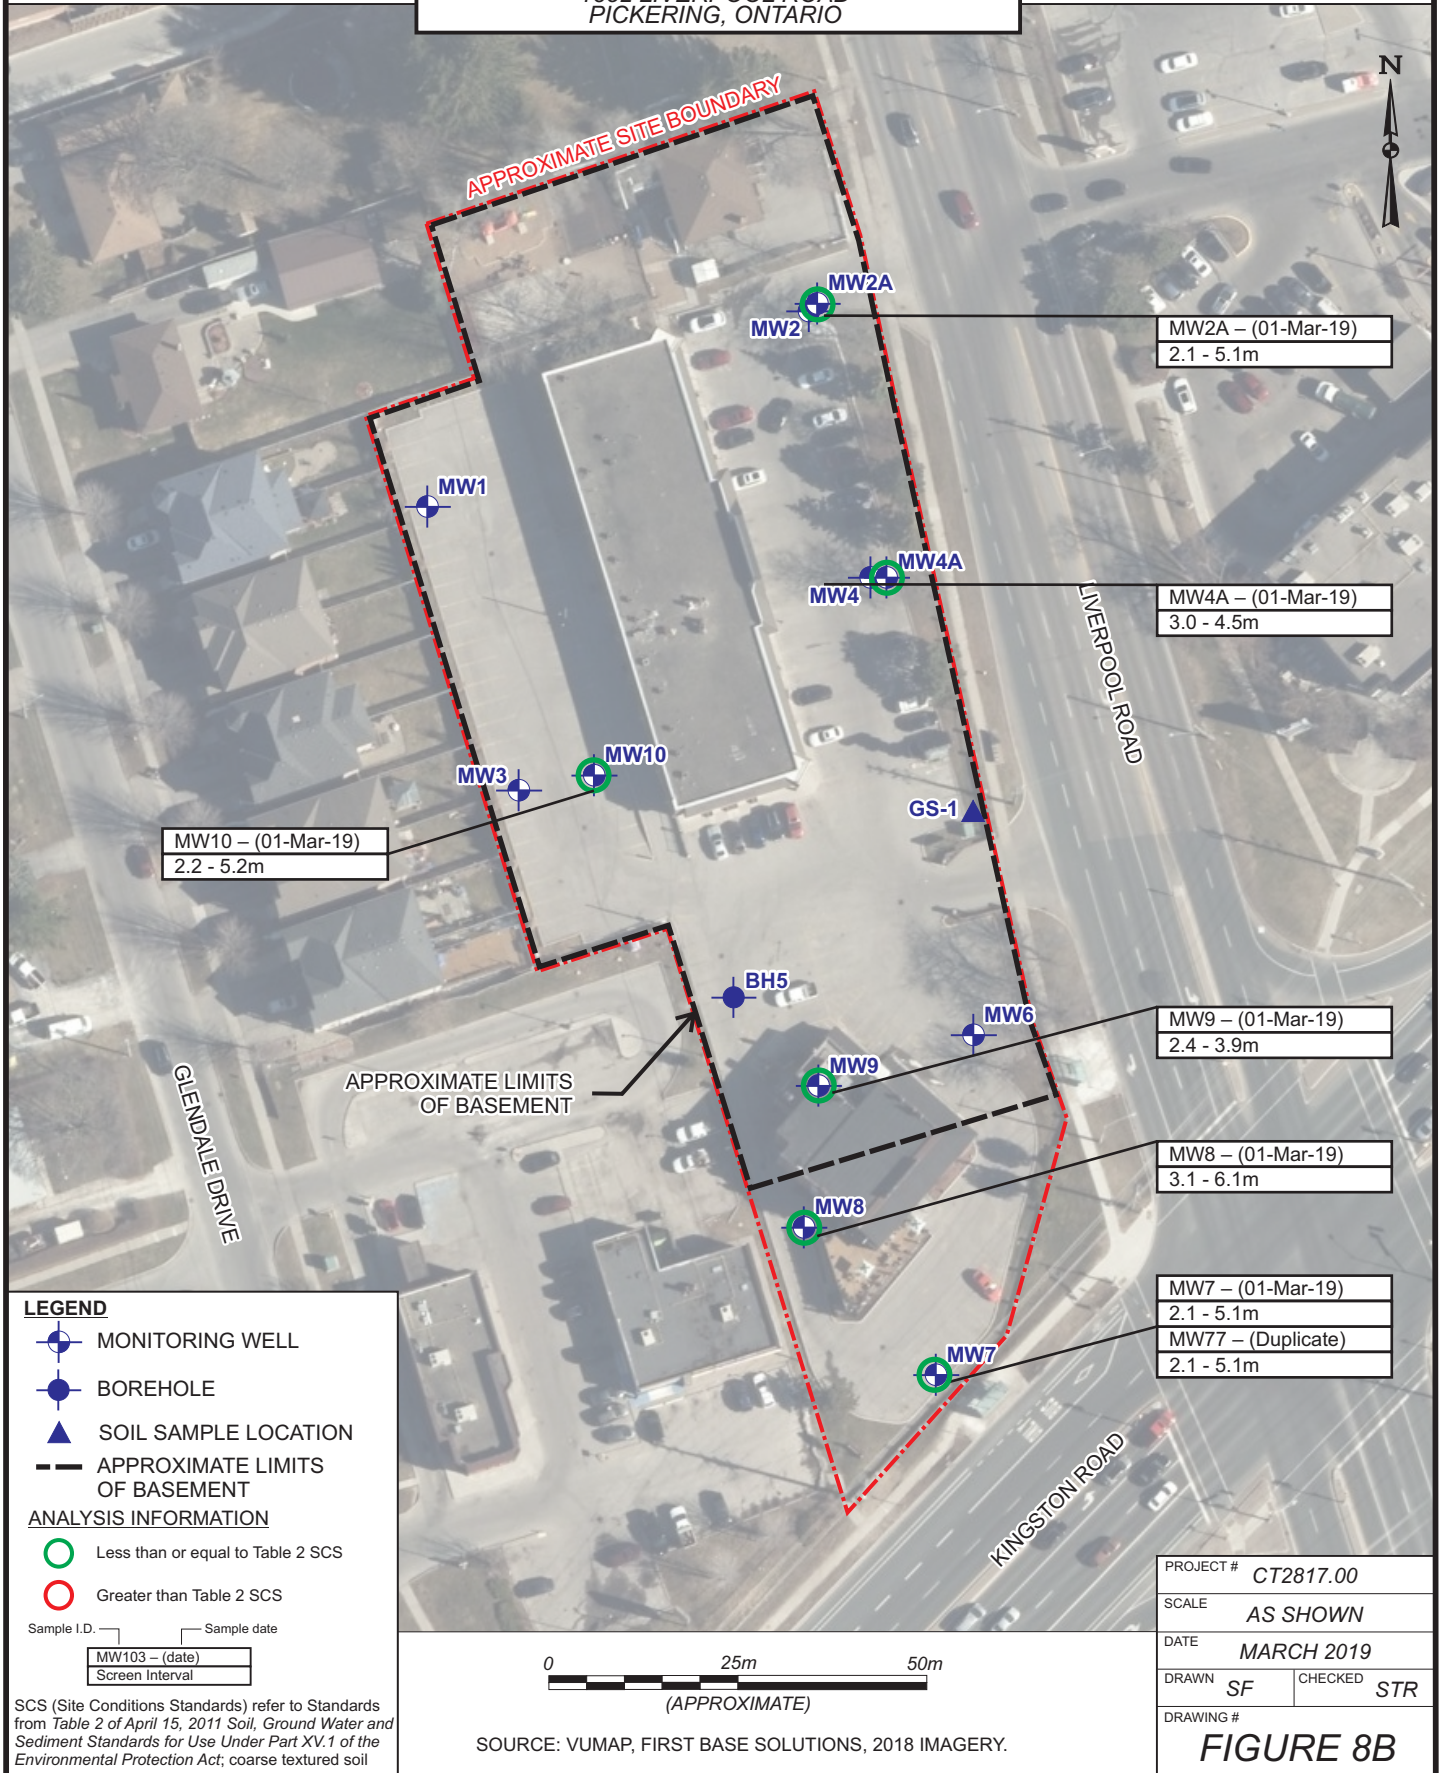 PICKERING, ONTARIO
N
APPROXIMATE SITE BOUNDARY
MW2A
MW2
MW2A – (01-Mar-19)
2.1 - 5.1m
MW1
MW4A
MW4
MW4A – (01-Mar-19)
3.0 - 4.5m
LIVERPOOL ROAD
MW10
MW3
GS-1
MW10 – (01-Mar-19)
2.2 - 5.2m
BH5
MW6
MW9 – (01-Mar-19)
2.4 - 3.9m
MW9
APPROXIMATE LIMITS
OF BASEMENT
GLENDALE DRIVE
MW8 – (01-Mar-19)
3.1 - 6.1m
MW8
MW7 – (01-Mar-19)
2.1 - 5.1m
MW77 – (Duplicate)
2.1 - 5.1m
MW7
KINGSTON ROAD
LEGEND
MONITORING WELL
BOREHOLE
SOIL SAMPLE LOCATION
APPROXIMATE LIMITS
OF BASEMENT
ANALYSIS INFORMATION
Less than or equal to Table 2 SCS
Greater than Table 2 SCS
Sample I.D. Sample date
MW103 – (date)
Screen Interval
SCS (Site Conditions Standards) refer to Standards
from Table 2 of April 15, 2011 Soil, Ground Water and
Sediment Standards for Use Under Part XV.1 of the
Environmental Protection Act; coarse textured soil
0 25m 50m
(APPROXIMATE)
SOURCE: VUMAP, FIRST BASE SOLUTIONS, 2018 IMAGERY.
PROJECT # CT2817.00
SCALE AS SHOWN
DATE MARCH 2019
DRAWN SF CHECKED STR
DRAWING #
FIGURE 8B